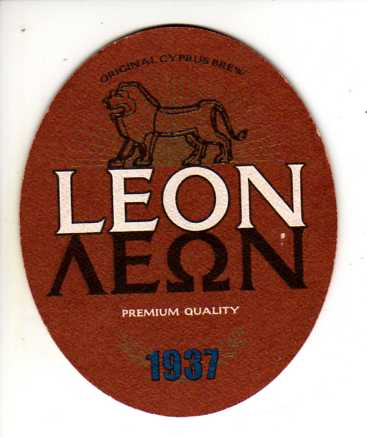 ORIGINAL CYPRUS BREW
LEON
ΛΕΩΝ
PREMIUM QUALITY
1937